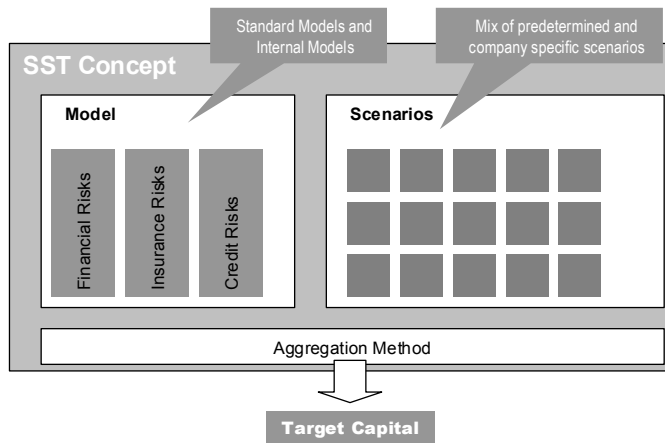 Standard Models and
Internal Models
Mix of predetermined and
company specific scenarios
SST Concept
Model
Scenarios
Financial Risks
Insurance Risks
Credit Risks
Aggregation Method
Target Capital